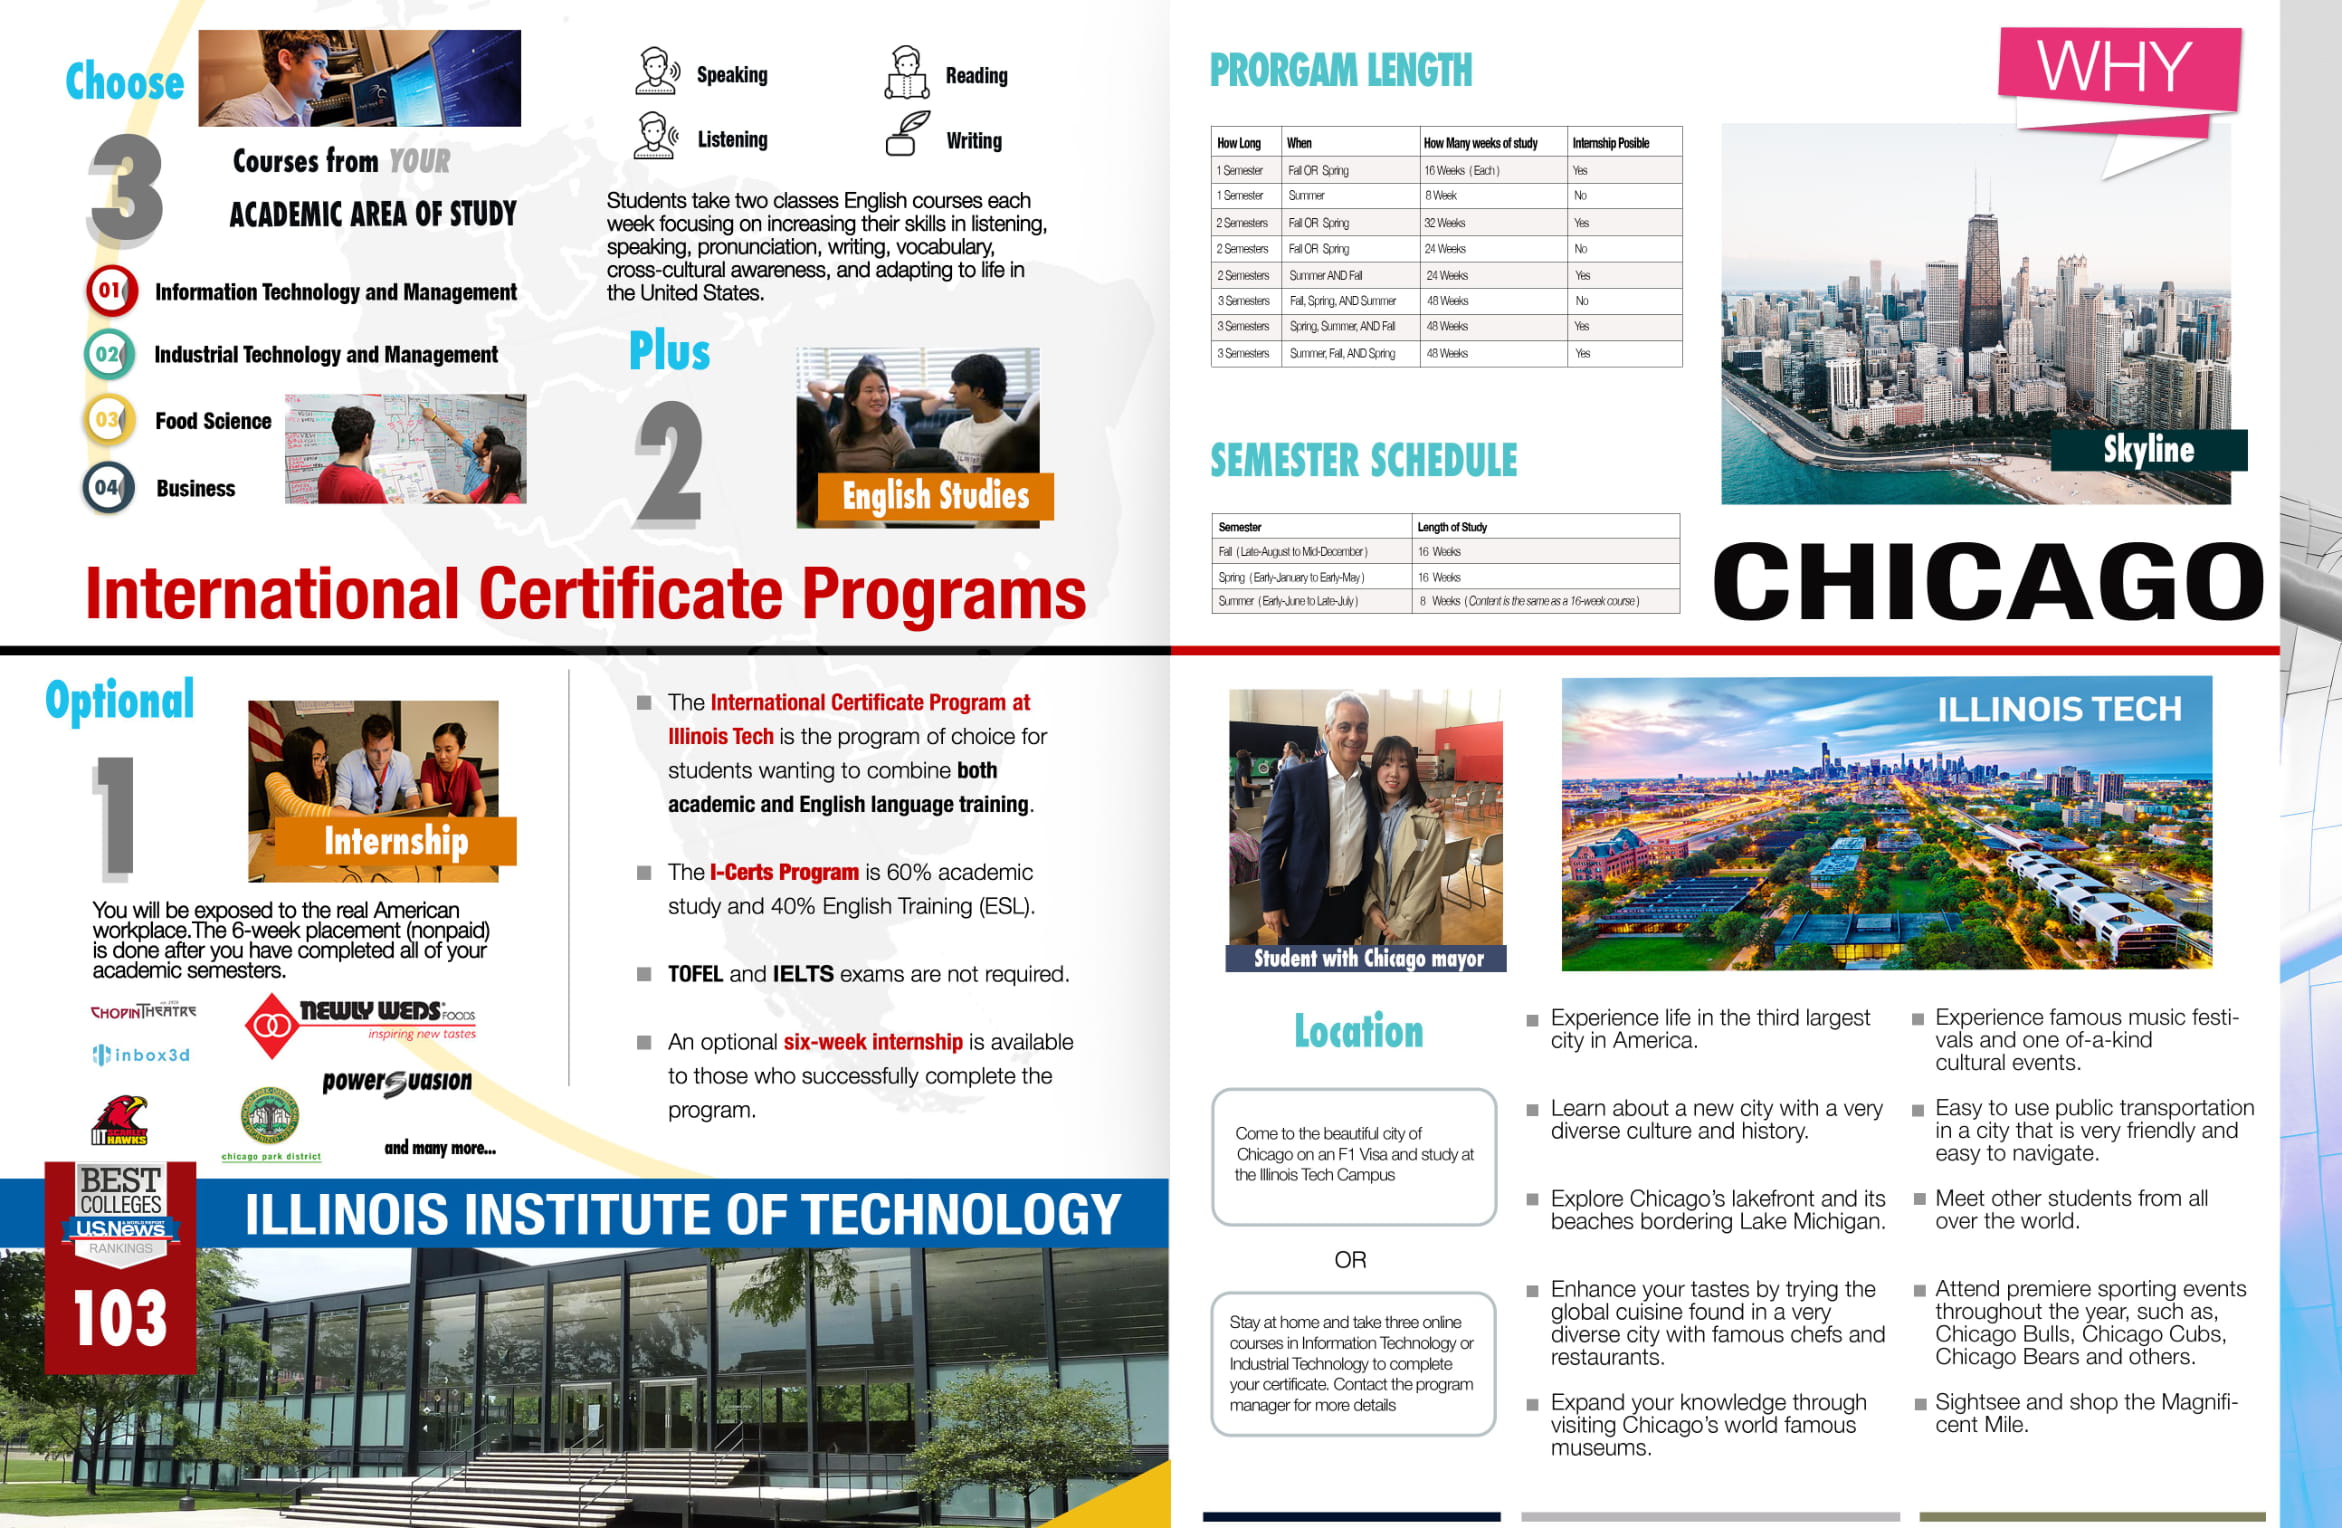 Choose
3
Courses from YOUR
ACADEMIC AREA OF STUDY
01 Information Technology and Management
02 Industrial Technology and Management
03 Food Science
04 Business
Speaking
Reading
Listening
Writing
Students take two classes English courses each
week focusing on increasing their skills in listening,
speaking, pronunciation, writing, vocabulary,
cross-cultural awareness, and adapting to life in
the United States.
Plus
2
English Studies
International Certificate Programs
Optional
1
Internship
You will be exposed to the real American
workplace.The 6-week placement (nonpaid)
is done after you have completed all of your
academic semesters.
CHOPIN THEATRE
NEWLY WEDS FOODS
inspiring new tastes
inbox3d
powerSuasion
IIT SCARLET HAWKS
chicago park district
and many more...
The International Certificate Program at
Illinois Tech is the program of choice for
students wanting to combine both
academic and English language training.
The I-Certs Program is 60% academic
study and 40% English Training (ESL).
TOFEL and IELTS exams are not required.
An optional six-week internship is available
to those who successfully complete the
program.
BEST
COLLEGES
U.S.News
& WORLD REPORT
RANKINGS
103
ILLINOIS INSTITUTE OF TECHNOLOGY
PRORGAM LENGTH
How Long When How Many weeks of study Internship Posible
1 Semester Fall OR Spring 16 Weeks (Each) Yes
1 Semester Summer 8 Week No
2 Semesters Fall OR Spring 32 Weeks Yes
2 Semesters Fall OR Spring 24 Weeks No
2 Semesters Summer AND Fall 24 Weeks Yes
3 Semesters Fall, Spring, AND Summer 48 Weeks No
3 Semesters Spring, Summer, AND Fall 48 Weeks Yes
3 Semesters Summer, Fall, AND Spring 48 Weeks Yes
SEMESTER SCHEDULE
Semester Length of Study
Fall (Late-August to Mid-December) 16 Weeks
Spring (Early-January to Early-May) 16 Weeks
Summer (Early-June to Late-July) 8 Weeks (Content is the same as a 16-week course)
WHY
Skyline
CHICAGO
Student with Chicago mayor
ILLINOIS TECH
Location
Come to the beautiful city of
Chicago on an F1 Visa and study at
the Illinois Tech Campus
OR
Stay at home and take three online
courses in Information Technology or
Industrial Technology to complete
your certificate. Contact the program
manager for more details
Experience life in the third largest
city in America.
Learn about a new city with a very
diverse culture and history.
Explore Chicago's lakefront and its
beaches bordering Lake Michigan.
Enhance your tastes by trying the
global cuisine found in a very
diverse city with famous chefs and
restaurants.
Expand your knowledge through
visiting Chicago's world famous
museums.
Experience famous music festi-
vals and one of-a-kind
cultural events.
Easy to use public transportation
in a city that is very friendly and
easy to navigate.
Meet other students from all
over the world.
Attend premiere sporting events
throughout the year, such as,
Chicago Bulls, Chicago Cubs,
Chicago Bears and others.
Sightsee and shop the Magnifi-
cent Mile.